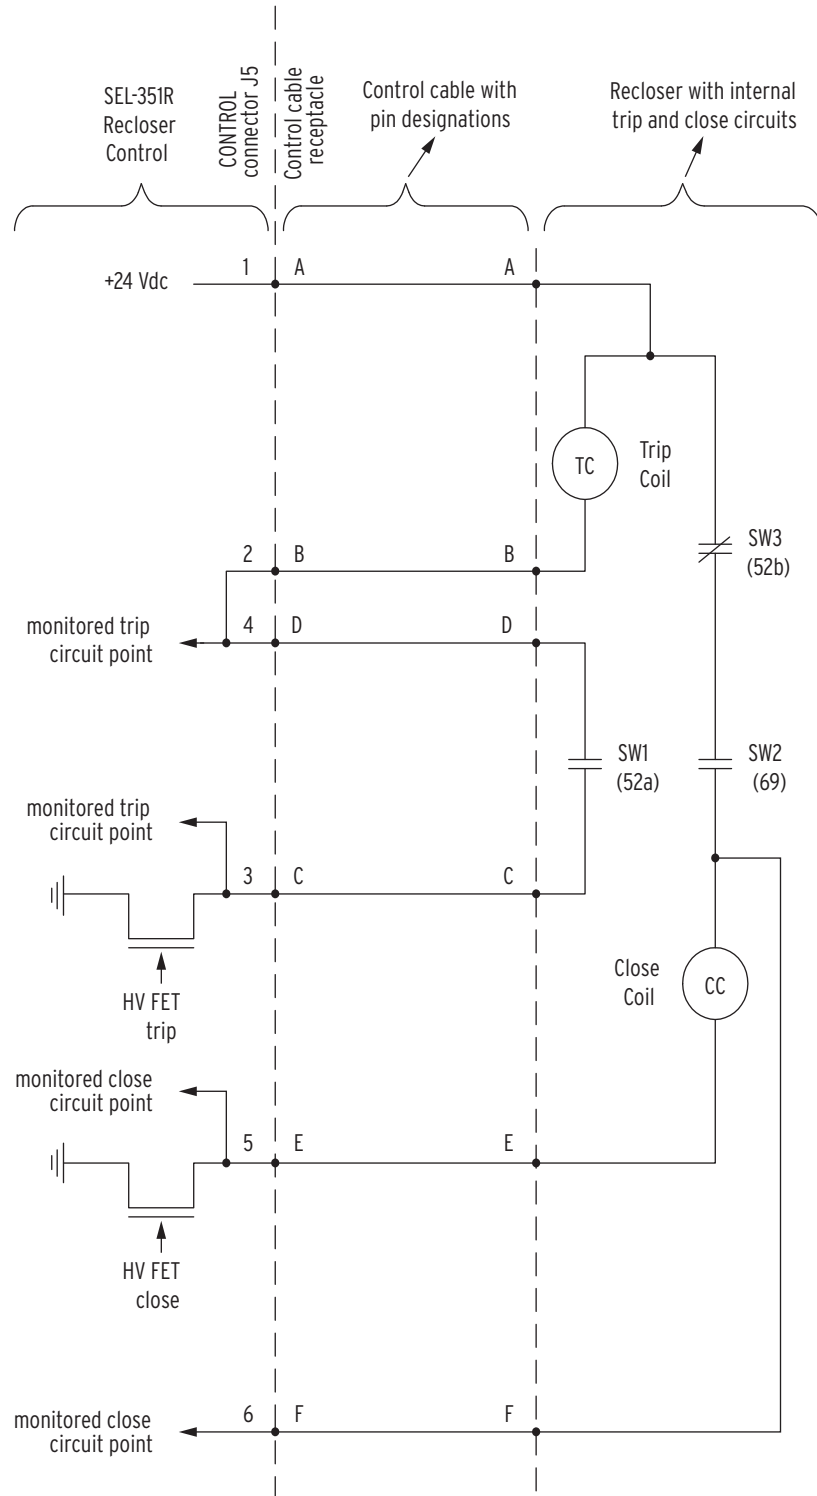 SEL-351R
Recloser
Control
CONTROL
connector J5
Control cable
receptacle
Control cable with
pin designations
Recloser with internal
trip and close circuits
+24 Vdc
1
A
A
TC
Trip
Coil
2
B
B
SW3
(52b)
monitored trip
circuit point
4
D
D
SW1
(52a)
SW2
(69)
monitored trip
circuit point
3
C
C
HV FET
trip
Close
Coil
CC
monitored close
circuit point
5
E
E
HV FET
close
monitored close
circuit point
6
F
F